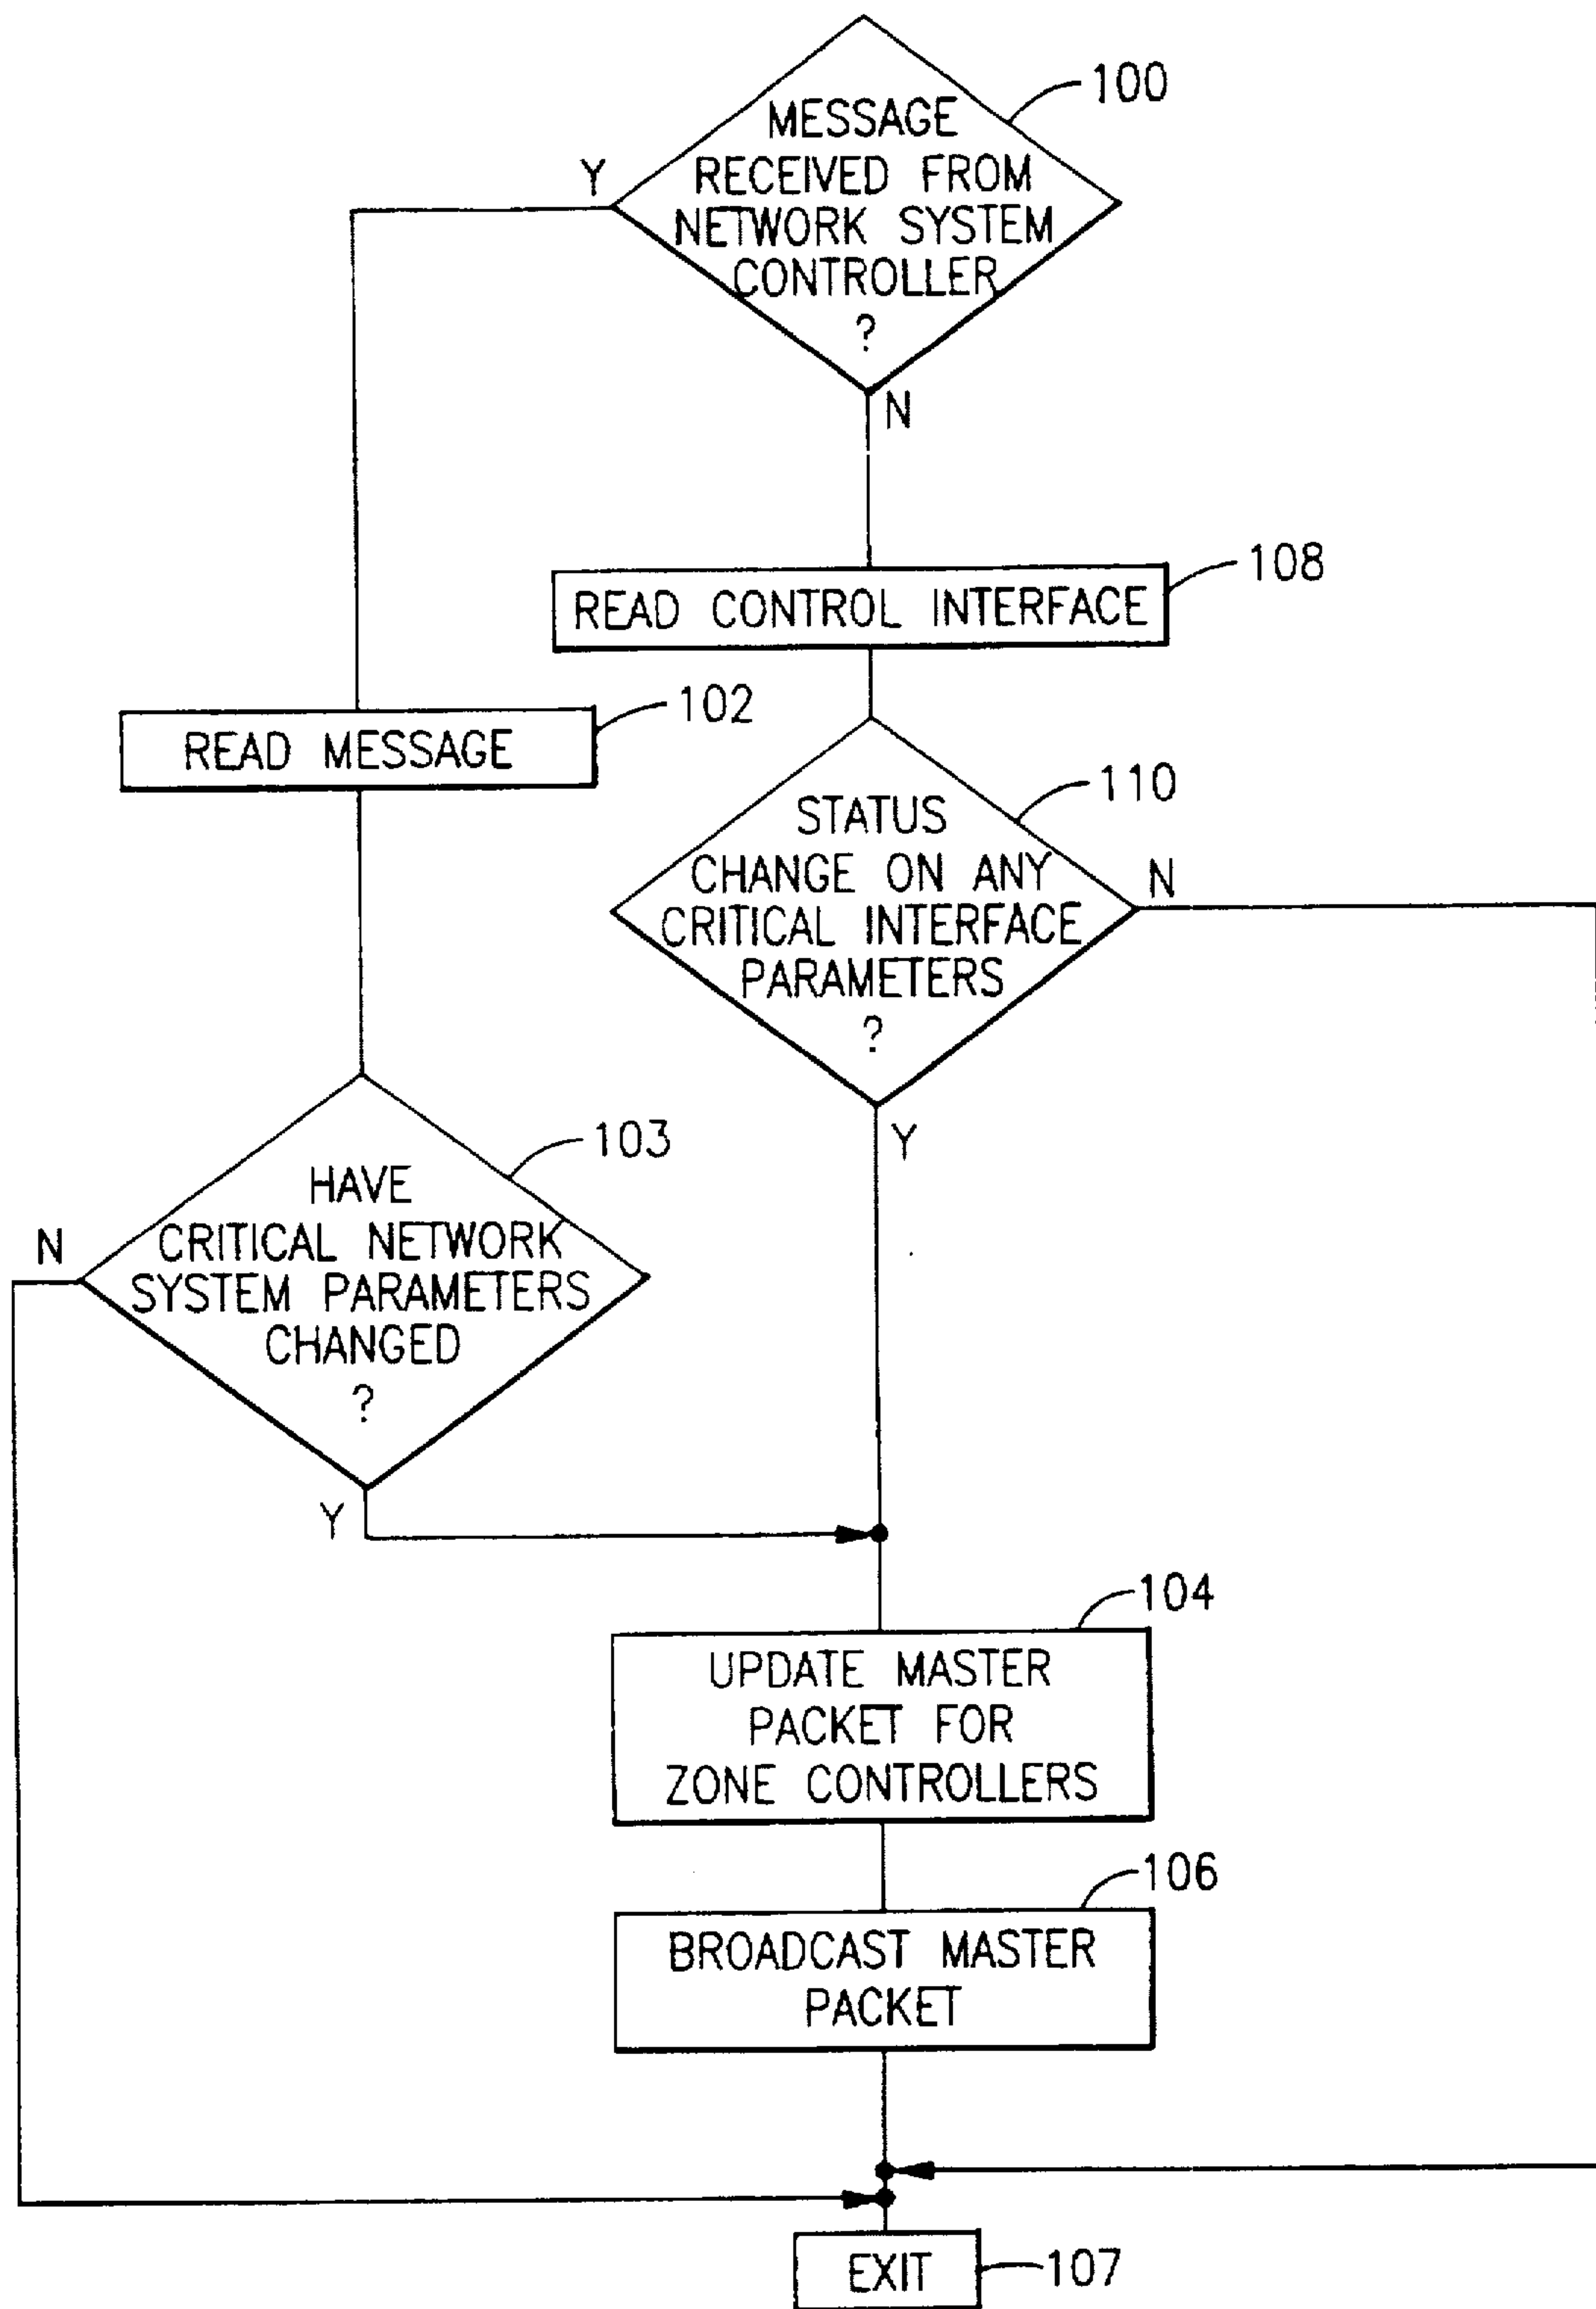 100
MESSAGE
RECEIVED FROM
NETWORK SYSTEM
CONTROLLER
?
Y
N
108
READ CONTROL INTERFACE
102
READ MESSAGE
110
STATUS
CHANGE ON ANY
CRITICAL INTERFACE
PARAMETERS
?
N
Y
103
HAVE
CRITICAL NETWORK
SYSTEM PARAMETERS
CHANGED
?
N
Y
104
UPDATE MASTER
PACKET FOR
ZONE CONTROLLERS
106
BROADCAST MASTER
PACKET
EXIT
107